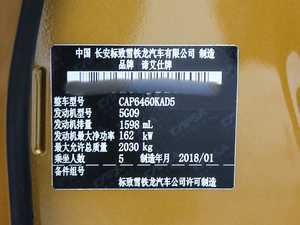 中国 长安标致雪铁龙汽车有限公司 制造
品牌 谛艾仕牌
整车型号 CAP6460KAD5
发动机型号 5G09
发动机排量 1598 mL
发动机最大净功率 162 kW
最大允许总质量 2030 kg
乘坐人数 5 制造年月 2018/01
备件组号
标致雪铁龙汽车公司许可制造